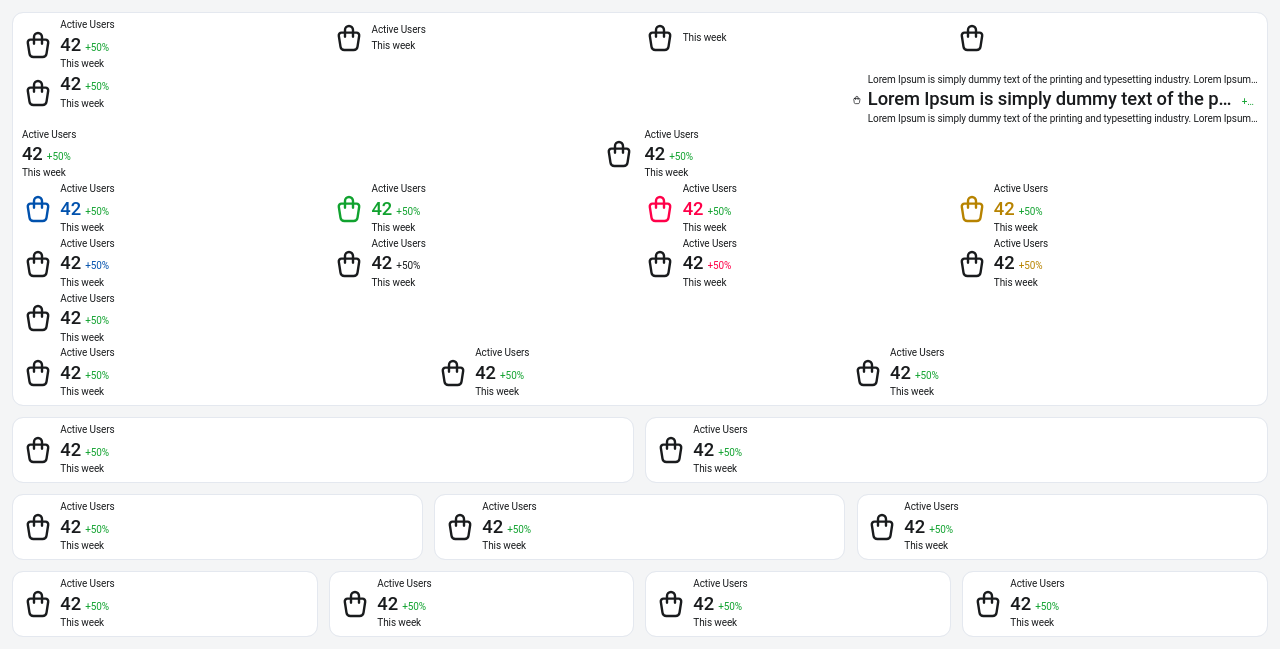 Active Users
42 +50%
This week
Active Users
This week
This week
42 +50%
This week
Lorem Ipsum is simply dummy text of the printing and typesetting industry. Lorem Ipsum...
Lorem Ipsum is simply dummy text of the p... +...
Lorem Ipsum is simply dummy text of the printing and typesetting industry. Lorem Ipsum...
Active Users
42 +50%
This week
Active Users
42 +50%
This week
Active Users
42 +50%
This week
Active Users
42 +50%
This week
Active Users
42 +50%
This week
Active Users
42 +50%
This week
Active Users
42 +50%
This week
Active Users
42 +50%
This week
Active Users
42 +50%
This week
Active Users
42 +50%
This week
Active Users
42 +50%
This week
Active Users
42 +50%
This week
Active Users
42 +50%
This week
Active Users
42 +50%
This week
Active Users
42 +50%
This week
Active Users
42 +50%
This week
Active Users
42 +50%
This week
Active Users
42 +50%
This week
Active Users
42 +50%
This week
Active Users
42 +50%
This week
Active Users
42 +50%
This week
Active Users
42 +50%
This week
Active Users
42 +50%
This week